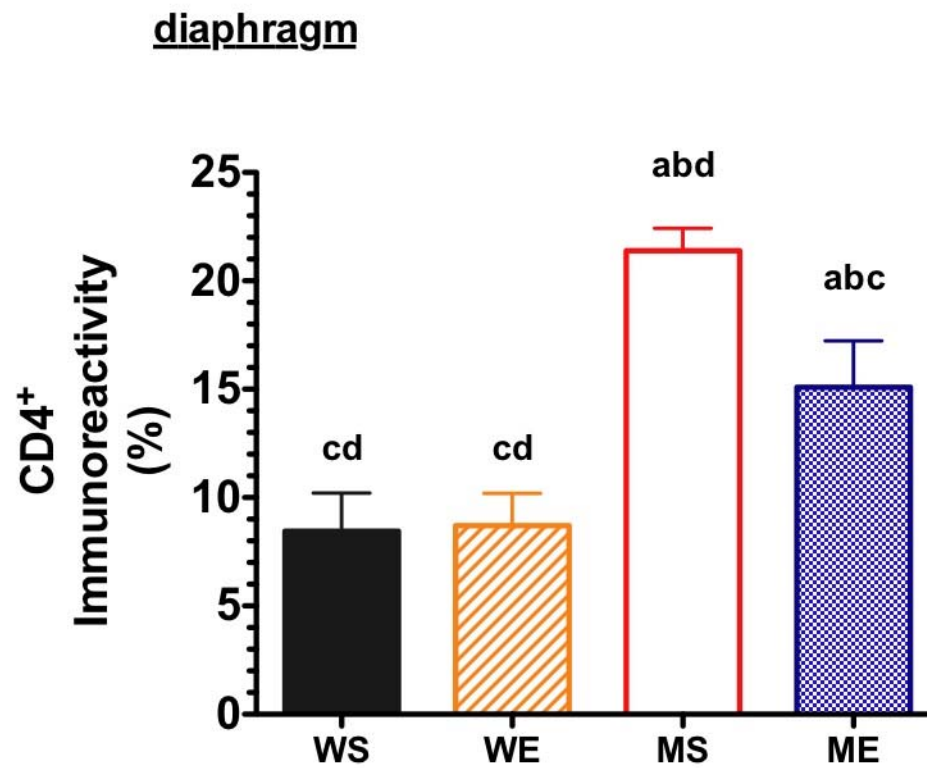 diaphragm
CD4+
Immunoreactivity
(%)
25
20
15
10
5
0
cd
cd
abd
abc
WS WE MS ME